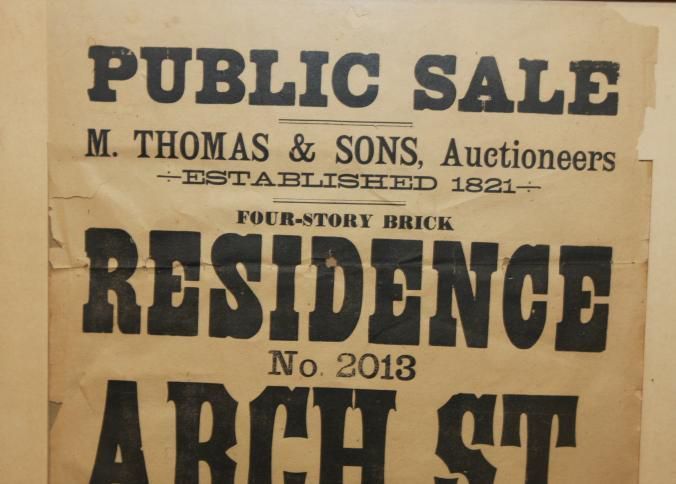 PUBLIC SALE
M. THOMAS & SONS, Auctioneers
÷ESTABLISHED 1821÷
FOUR-STORY BRICK
RESIDENCE
No. 2013
ARCH ST